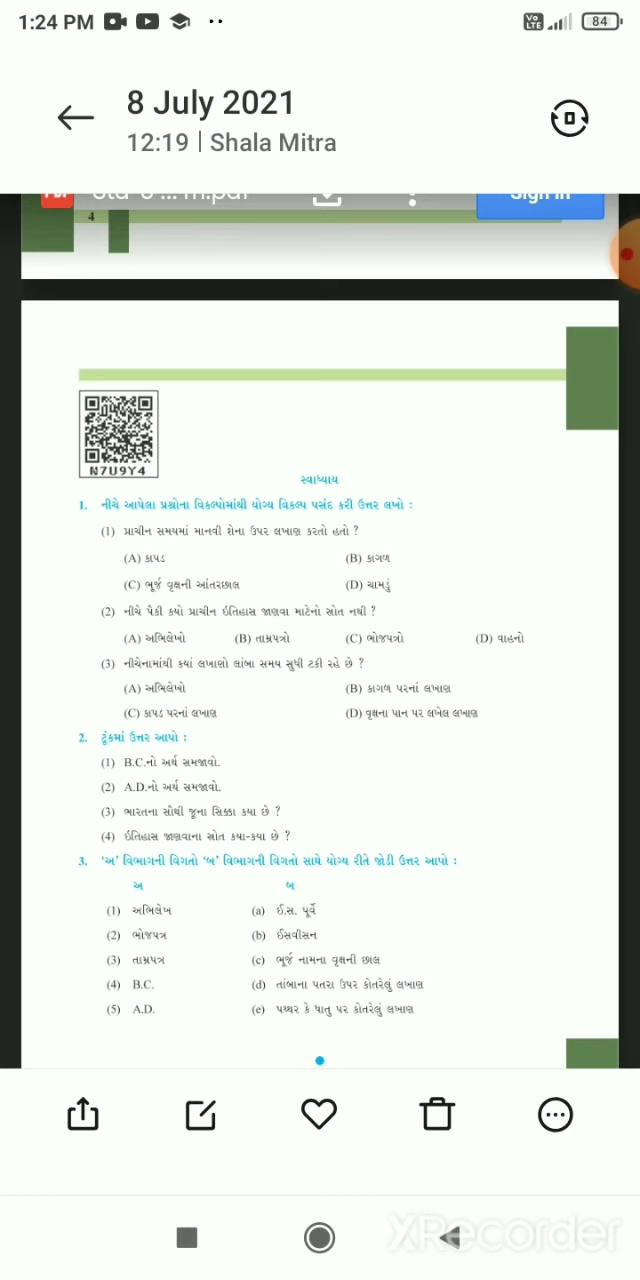 1:24 PM
Vo LTE 84
8 July 2021
12:19 | Shala Mitra
4
N7U9Y4
સ્વાધ્યાય
1. નીચે આપેલા પ્રશ્નોના વિકલ્પોમાંથી યોગ્ય વિકલ્પ પસંદ કરી ઉત્તર લખો :
(1) પ્રાચીન સમયમાં માનવી શેના ઉપર લખાણ કરતો હતો ?
(A) કાપડ (B) કાગળ
(C) ભૂર્જ વૃક્ષની આંતરછાલ (D) ચામડું
(2) નીચે પૈકી કયો પ્રાચીન ઇતિહાસ જાણવા માટેનો સ્રોત નથી ?
(A) અભિલેખો (B) તામ્રપત્રો (C) ભોજપત્રો (D) વાહનો
(3) નીચેનામાંથી કયાં લખાણો લાંબા સમય સુધી ટકી રહે છે ?
(A) અભિલેખો (B) કાગળ પરનાં લખાણ
(C) કાપડ પરનાં લખાણ (D) વૃક્ષના પાન પર લખેલ લખાણ
2. ટૂંકમાં ઉત્તર આપો :
(1) B.C.નો અર્થ સમજાવો.
(2) A.D.નો અર્થ સમજાવો.
(3) ભારતના સૌથી જૂના સિક્કા કયા છે ?
(4) ઇતિહાસ જાણવાના સ્રોત કયા-કયા છે ?
3. ‘અ’ વિભાગની વિગતો ‘બ’ વિભાગની વિગતો સાથે યોગ્ય રીતે જોડી ઉત્તર આપો :
અ બ
(1) અભિલેખ (a) ઈ.સ. પૂર્વે
(2) ભોજપત્ર (b) ઈસવીસન
(3) તામ્રપત્ર (c) ભૂર્જ નામના વૃક્ષની છાલ
(4) B.C. (d) તાંબાના પતરા ઉપર કોતરેલું લખાણ
(5) A.D. (e) પથ્થર કે ધાતુ પર કોતરેલું લખાણ
XRecorder